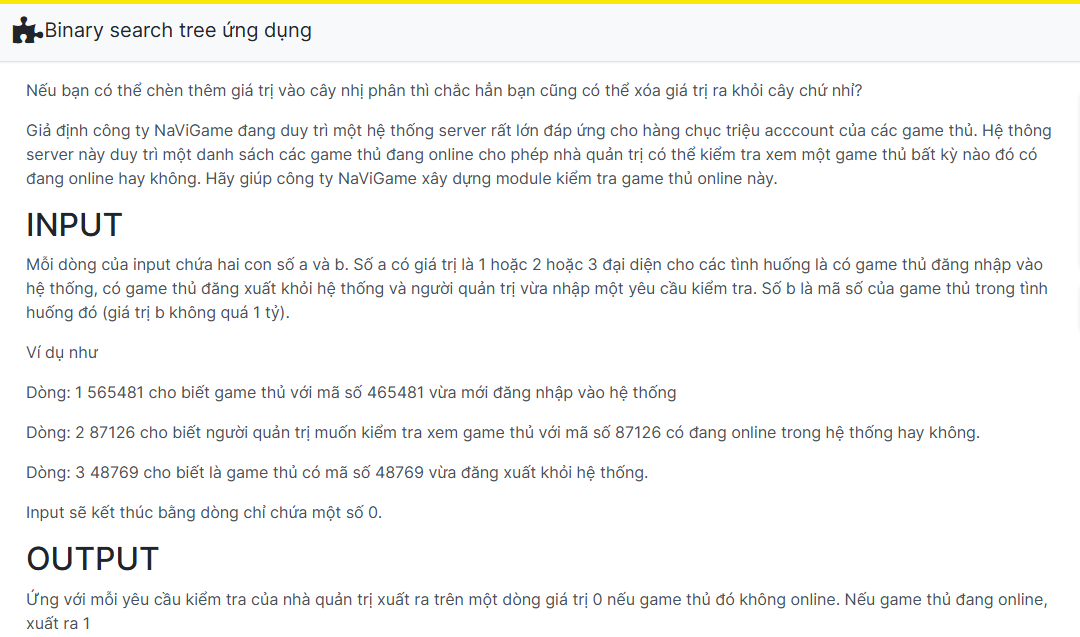 Binary search tree ứng dụng
Nếu bạn có thể chèn thêm giá trị vào cây nhị phân thì chắc hẳn bạn cũng có thể xóa giá trị ra khỏi cây chứ nhỉ?
Giả định công ty NaViGame đang duy trì một hệ thống server rất lớn đáp ứng cho hàng chục triệu acccount của các game thủ. Hệ thông
server này duy trì một danh sách các game thủ đang online cho phép nhà quản trị có thể kiểm tra xem một game thủ bất kỳ nào đó có
đang online hay không. Hãy giúp công ty NaViGame xây dựng module kiểm tra game thủ online này.
INPUT
Mỗi dòng của input chứa hai con số a và b. Số a có giá trị là 1 hoặc 2 hoặc 3 đại diện cho các tình huống là có game thủ đăng nhập vào
hệ thống, có game thủ đăng xuất khỏi hệ thống và người quản trị vừa nhập một yêu cầu kiểm tra. Số b là mã số của game thủ trong tình
huống đó (giá trị b không quá 1 tỷ).
Ví dụ như
Dòng: 1 565481 cho biết game thủ với mã số 465481 vừa mới đăng nhập vào hệ thống
Dòng: 2 87126 cho biết người quản trị muốn kiểm tra xem game thủ với mã số 87126 có đang online trong hệ thống hay không.
Dòng: 3 48769 cho biết là game thủ có mã số 48769 vừa đăng xuất khỏi hệ thống.
Input sẽ kết thúc bằng dòng chỉ chứa một số 0.
OUTPUT
Ứng với mỗi yêu cầu kiểm tra của nhà quản trị xuất ra trên một dòng giá trị 0 nếu game thủ đó không online. Nếu game thủ đang online,
xuất ra 1